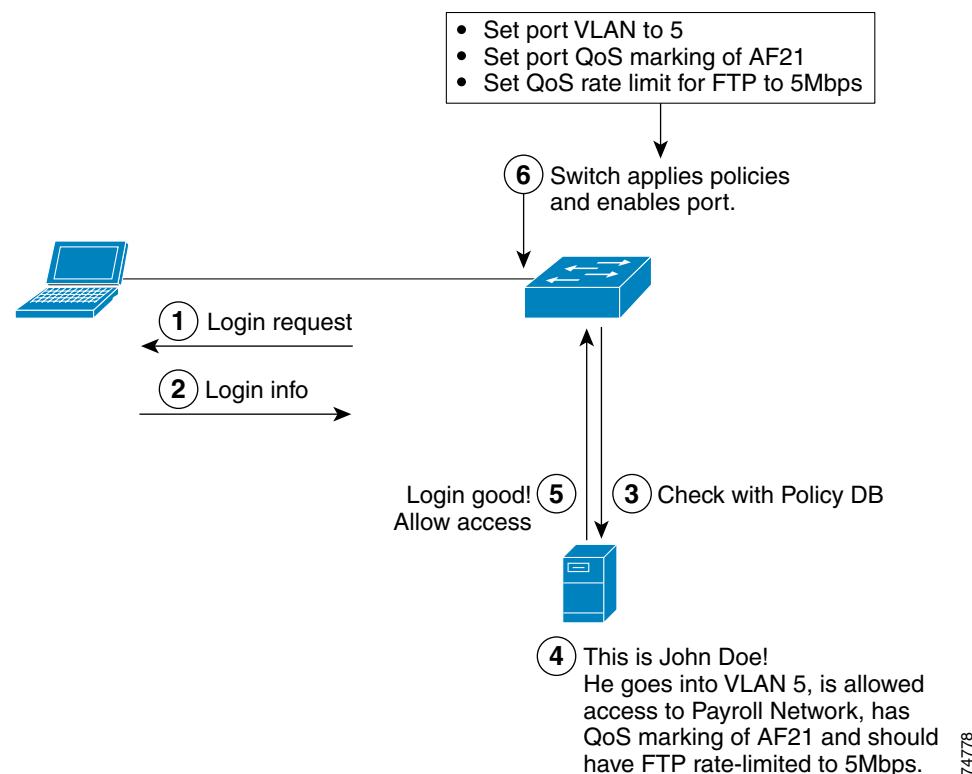 • Set port VLAN to 5
• Set port QoS marking of AF21
• Set QoS rate limit for FTP to 5Mbps
6 Switch applies policies
and enables port.
1 Login request
2 Login info
Login good! 5
Allow access
3 Check with Policy DB
4 This is John Doe!
He goes into VLAN 5, is allowed
access to Payroll Network, has
QoS marking of AF21 and should
have FTP rate-limited to 5Mbps.
74778